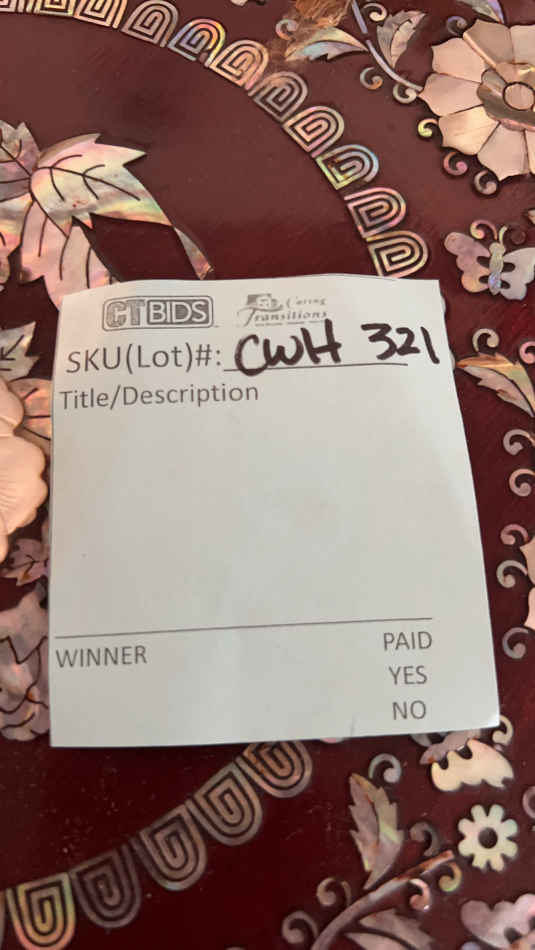 CTBIDS Caring Transitions
SKU(Lot)#: CWH 321
Title/Description
WINNER PAID
YES
NO